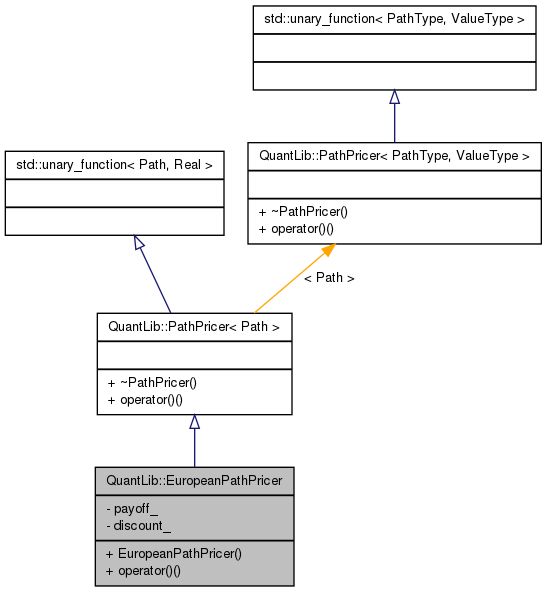 std::unary_function< PathType, ValueType >
QuantLib::PathPricer< PathType, ValueType >
+ ~PathPricer()
+ operator()()
std::unary_function< Path, Real >
< Path >
QuantLib::PathPricer< Path >
+ ~PathPricer()
+ operator()()
QuantLib::EuropeanPathPricer
- payoff_
- discount_
+ EuropeanPathPricer()
+ operator()()